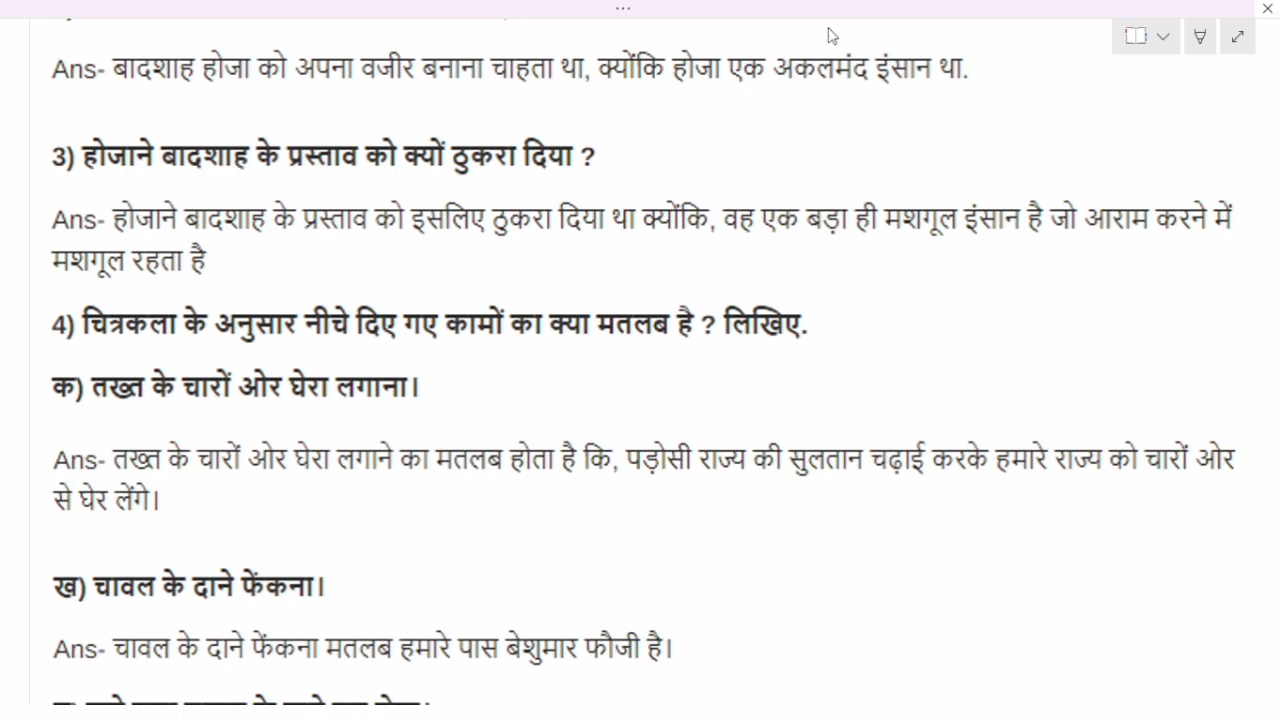 Ans- बादशाह होजा को अपना वजीर बनाना चाहता था, क्योंकि होजा एक अकलमंद इंसान था.
3) होजाने बादशाह के प्रस्ताव को क्यों ठुकरा दिया ?
Ans- होजाने बादशाह के प्रस्ताव को इसलिए ठुकरा दिया था क्योंकि, वह एक बड़ा ही मशगूल इंसान है जो आराम करने में
मशगूल रहता है
4) चित्रकला के अनुसार नीचे दिए गए कामों का क्या मतलब है ? लिखिए.
क) तख्त के चारों ओर घेरा लगाना।
Ans- तख्त के चारों ओर घेरा लगाने का मतलब होता है कि, पड़ोसी राज्य की सुलतान चढ़ाई करके हमारे राज्य को चारों ओर
से घेर लेंगे।
ख) चावल के दाने फेंकना।
Ans- चावल के दाने फेंकना मतलब हमारे पास बेशुमार फौजी है।